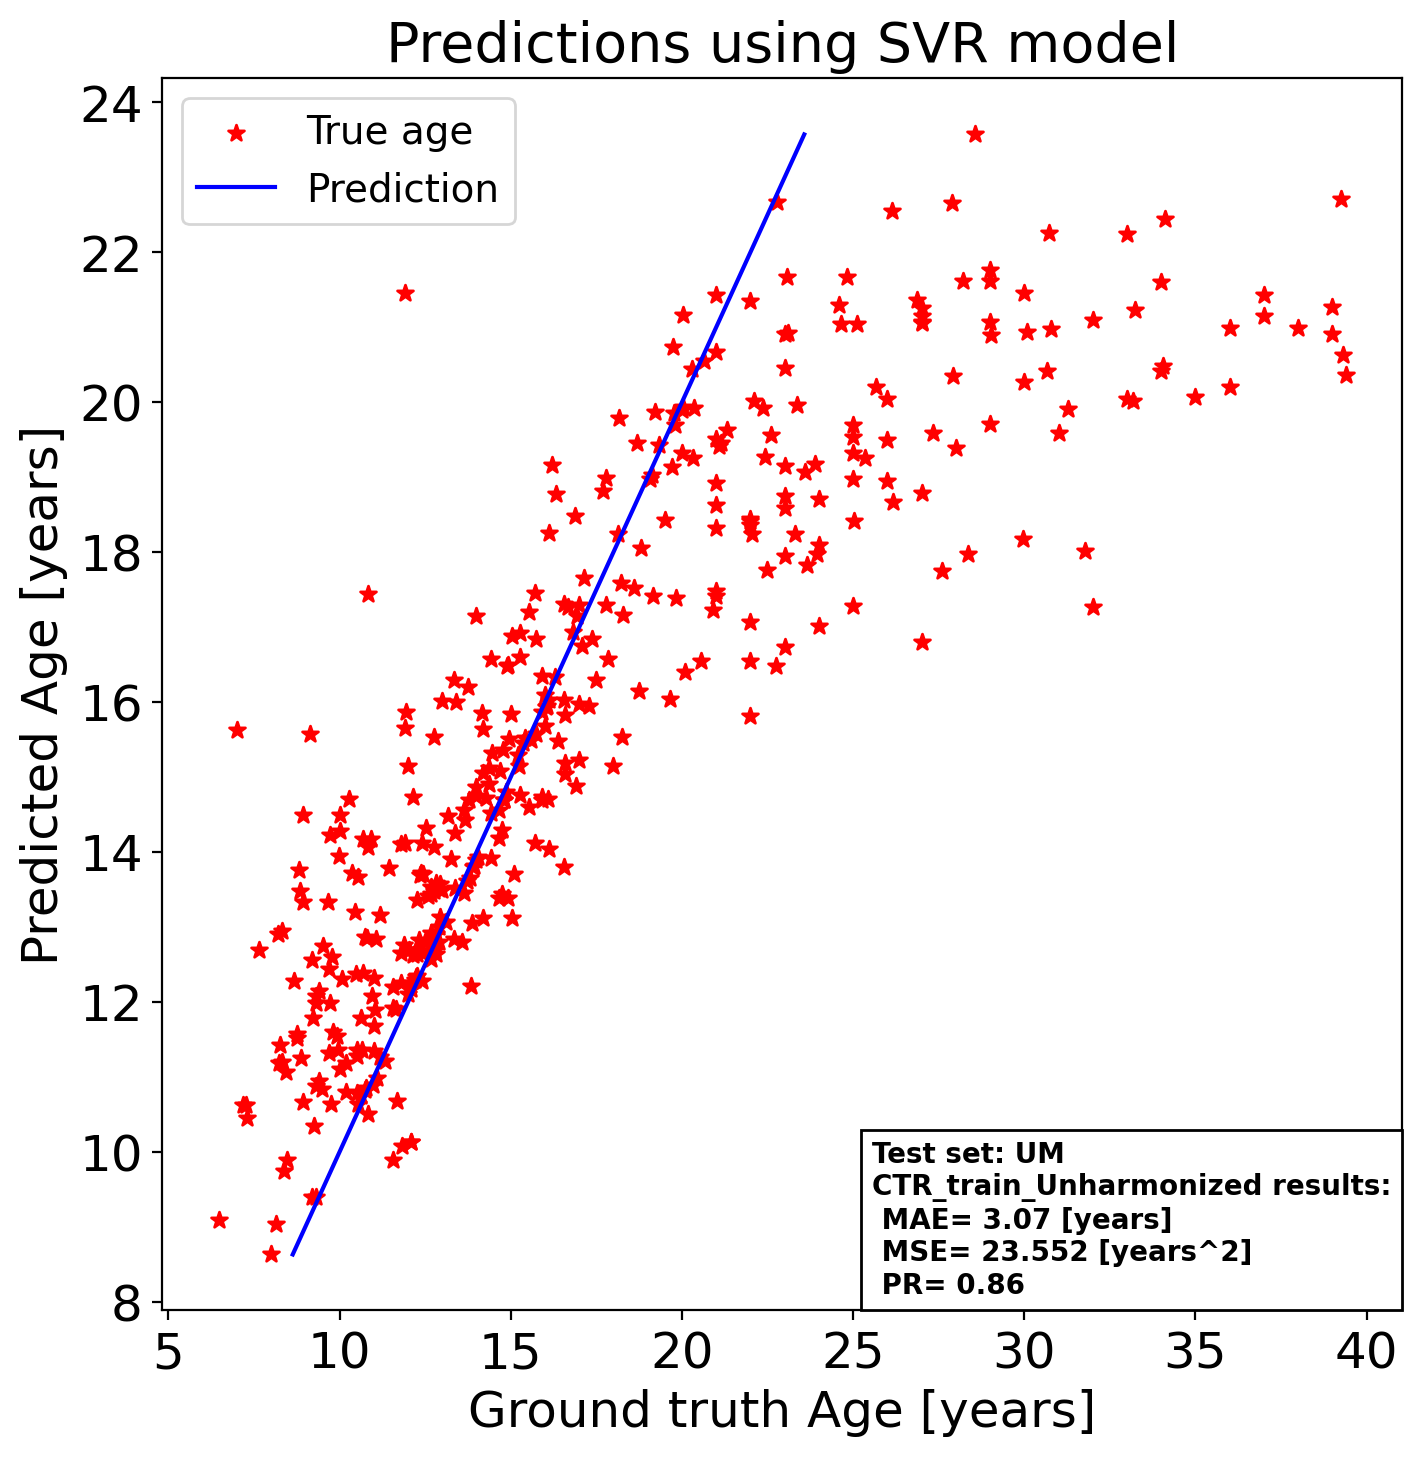 Predictions using SVR model
24
22
20
18
16
14
12
10
8
Predicted Age [years]
True age
Prediction
Test set: UM
CTR_train_Unharmonized results:
MAE= 3.07 [years]
MSE= 23.552 [years^2]
PR= 0.86
5 10 15 20 25 30 35 40
Ground truth Age [years]